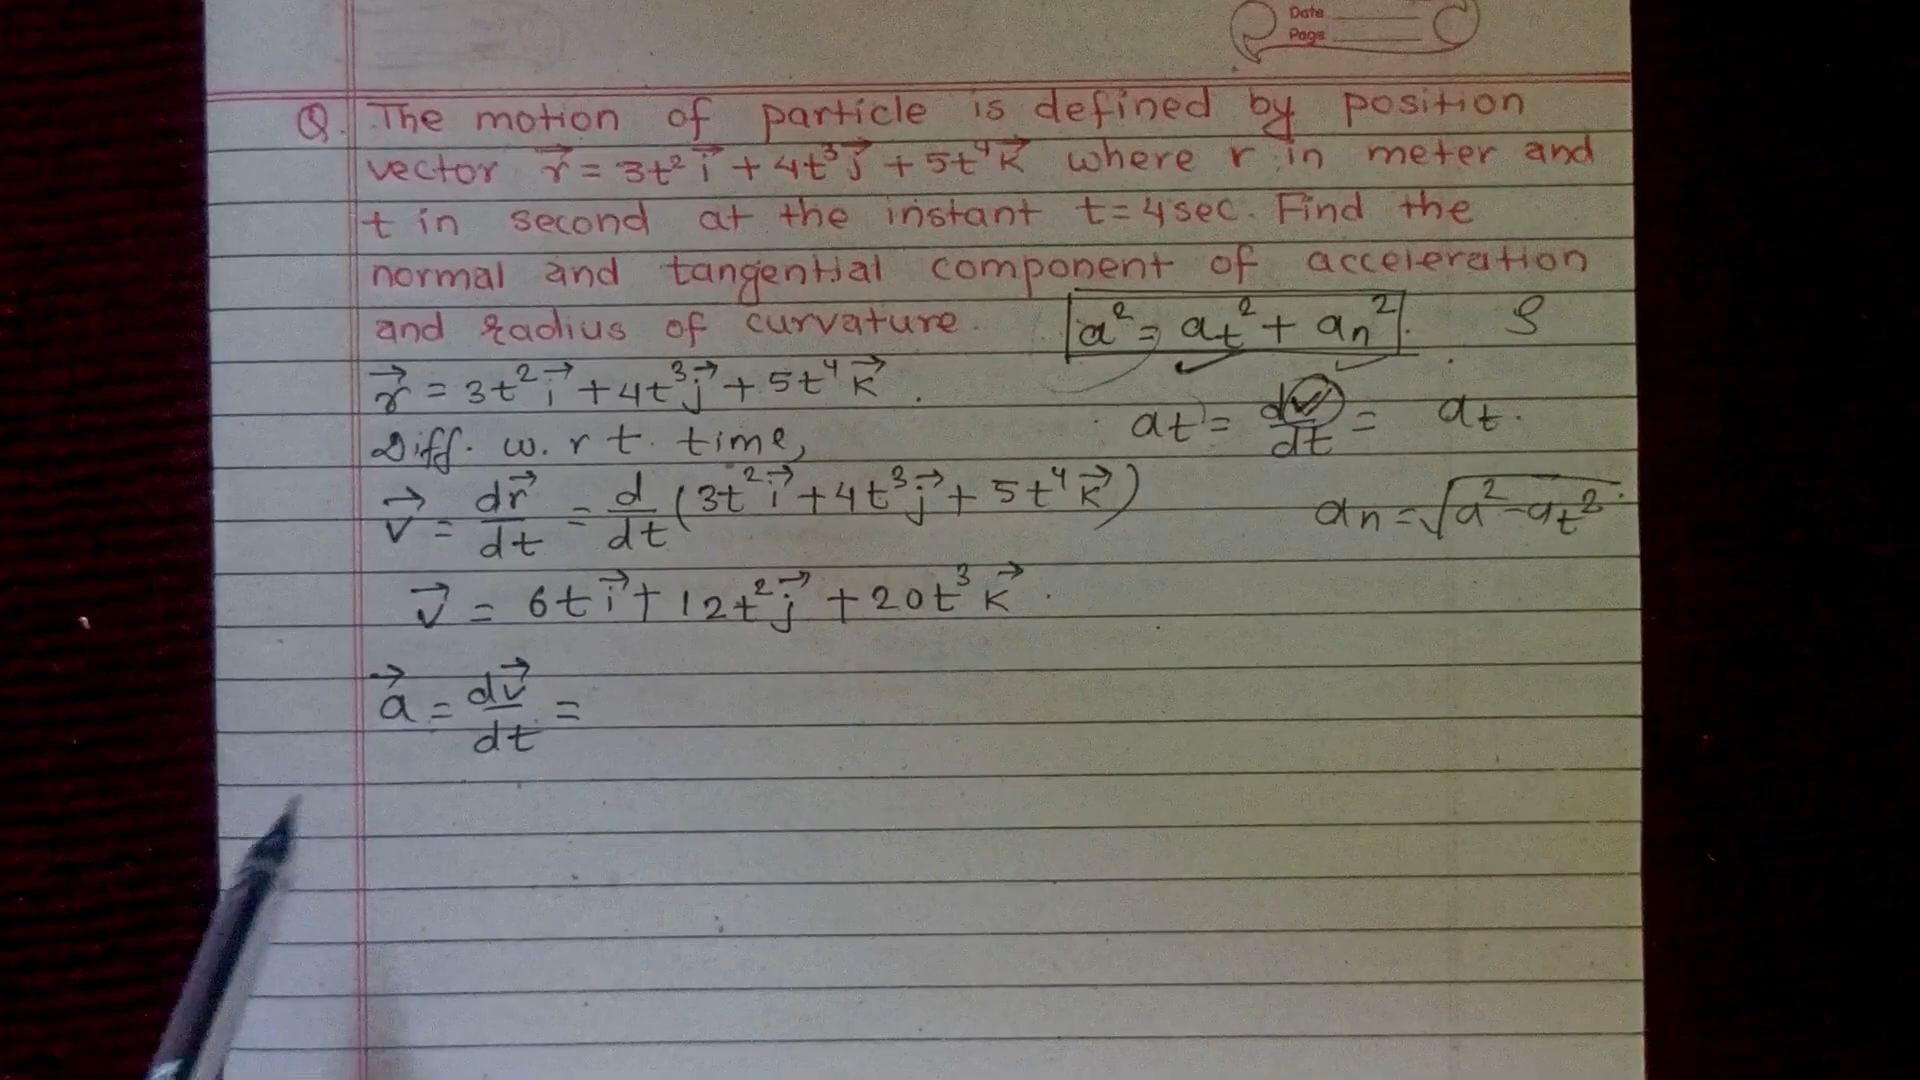 Date
Page
Q. The motion of particle is defined by position
vector r⃗ = 3t² i⃗ + 4t³ j⃗ + 5t⁴ k⃗ where r in meter and
t in second at the instant t=4sec. Find the
normal and tangential component of acceleration
and radius of curvature. a² = at² + an². ρ
r⃗ = 3t² i⃗ + 4t³ j⃗ + 5t⁴ k⃗.
at = dv/dt = at.
Diff. w. r t. time,
v⃗ = dr⃗/dt = d/dt (3t² i⃗ + 4t³ j⃗ + 5t⁴ k⃗)
an = √(a² - at²)
v⃗ = 6t i⃗ + 12t² j⃗ + 20t³ k⃗.
a⃗ = dv⃗/dt =